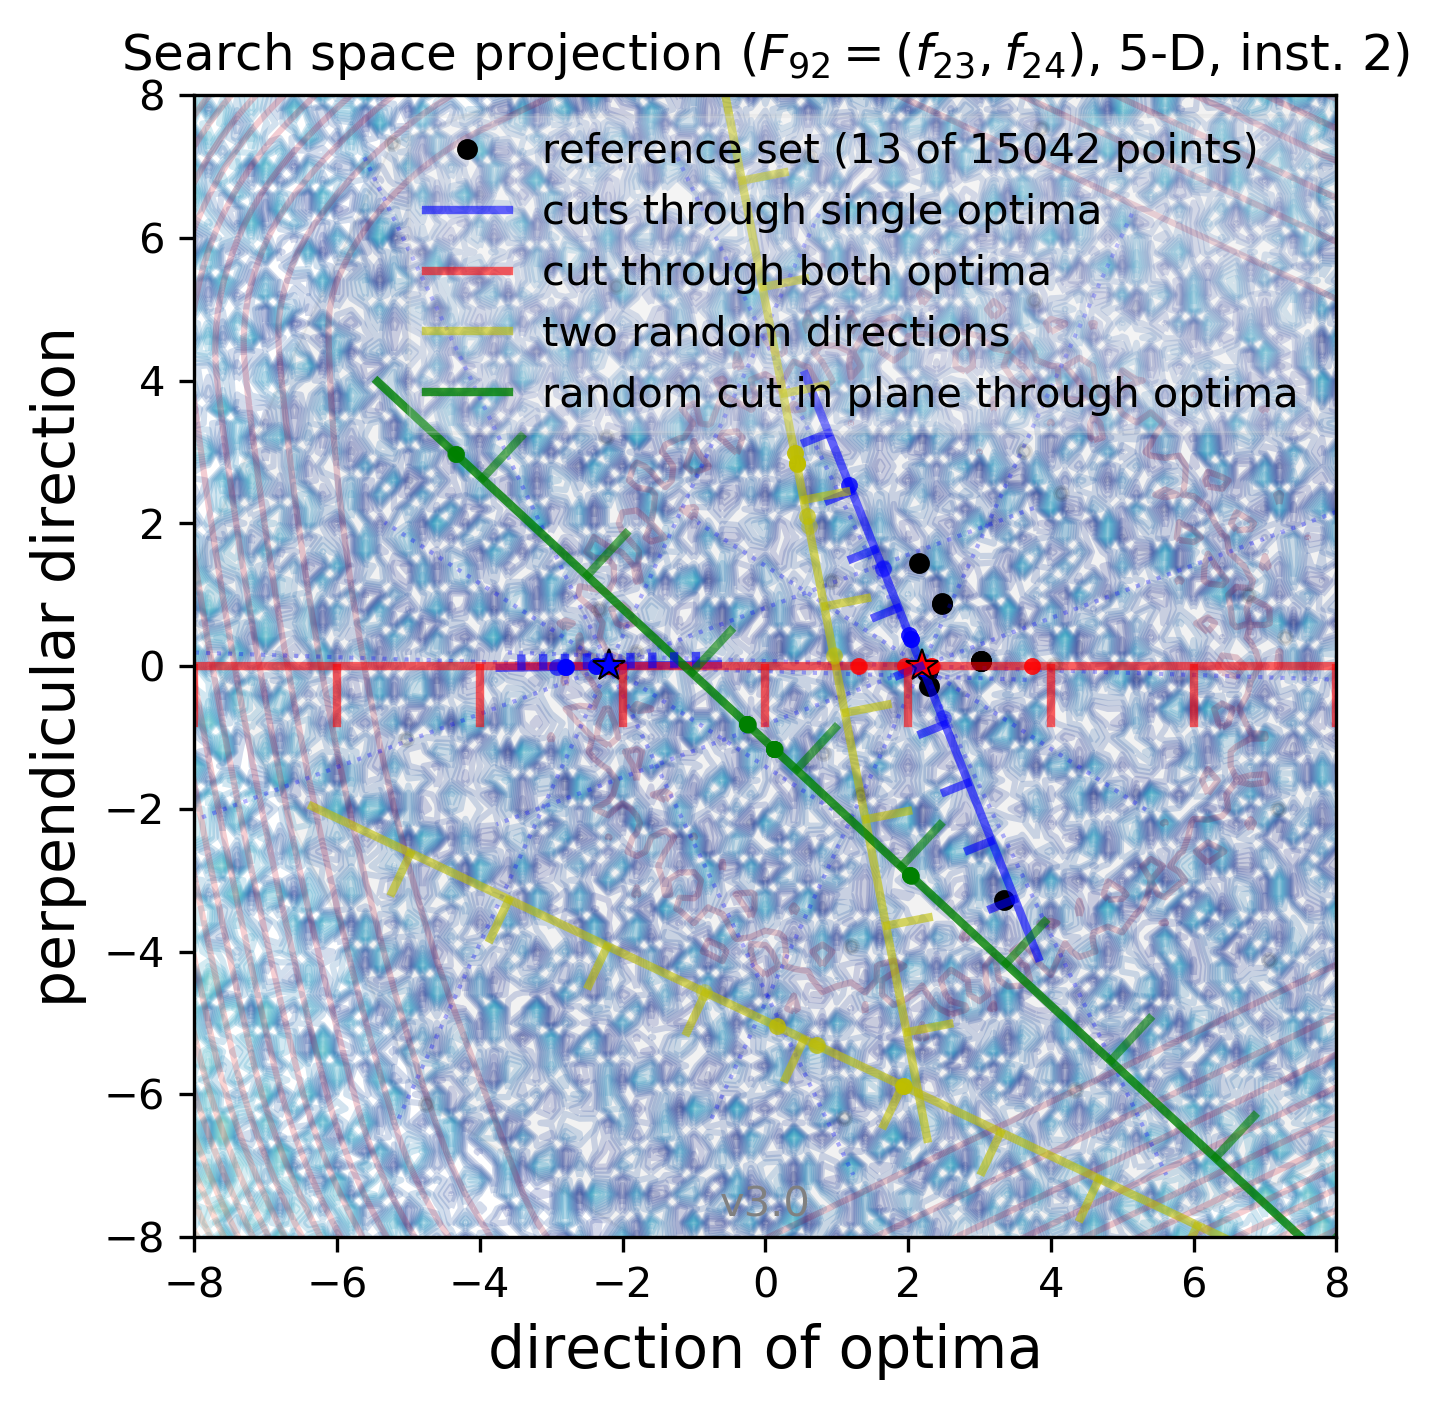 Search space projection (F₉₂ = (f₂₃, f₂₄), 5-D, inst. 2)
reference set (13 of 15042 points)
cuts through single optima
cut through both optima
two random directions
random cut in plane through optima
perpendicular direction
8
6
4
2
0
−2
−4
−6
−8
v3.0
−8 −6 −4 −2 0 2 4 6 8
direction of optima